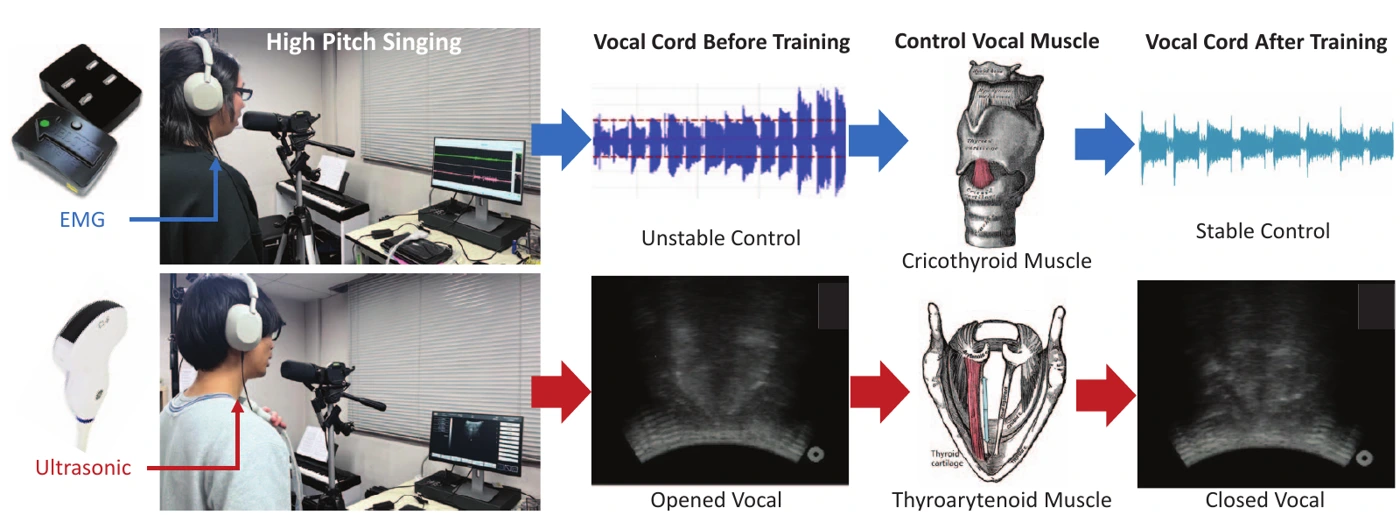 High Pitch Singing
Vocal Cord Before Training
Control Vocal Muscle
Vocal Cord After Training
EMG
Unstable Control
Cricothyroid Muscle
Stable Control
Ultrasonic
Thyroid
cartilage
Opened Vocal
Thyroarytenoid Muscle
Closed Vocal